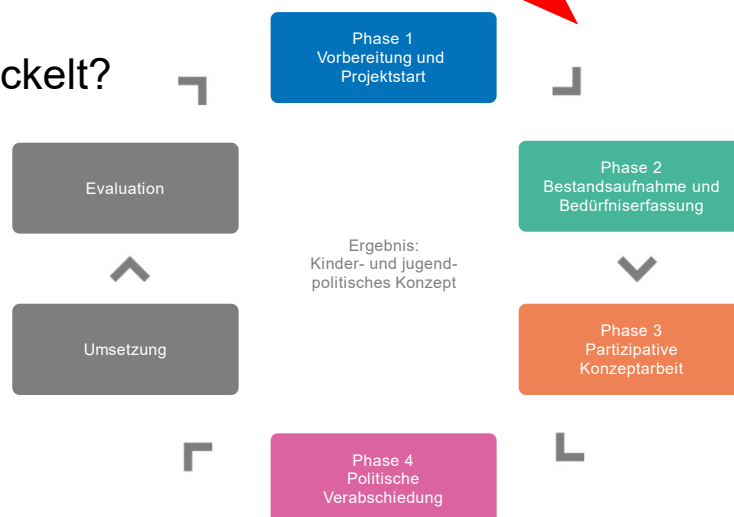 ckelt?
Phase 1
Vorbereitung und
Projektstart
Phase 2
Bestandsaufnahme und
Bedürfniserfassung
Phase 3
Partizipative
Konzeptarbeit
Phase 4
Politische
Verabschiedung
Umsetzung
Evaluation
Ergebnis:
Kinder- und jugend-
politisches Konzept